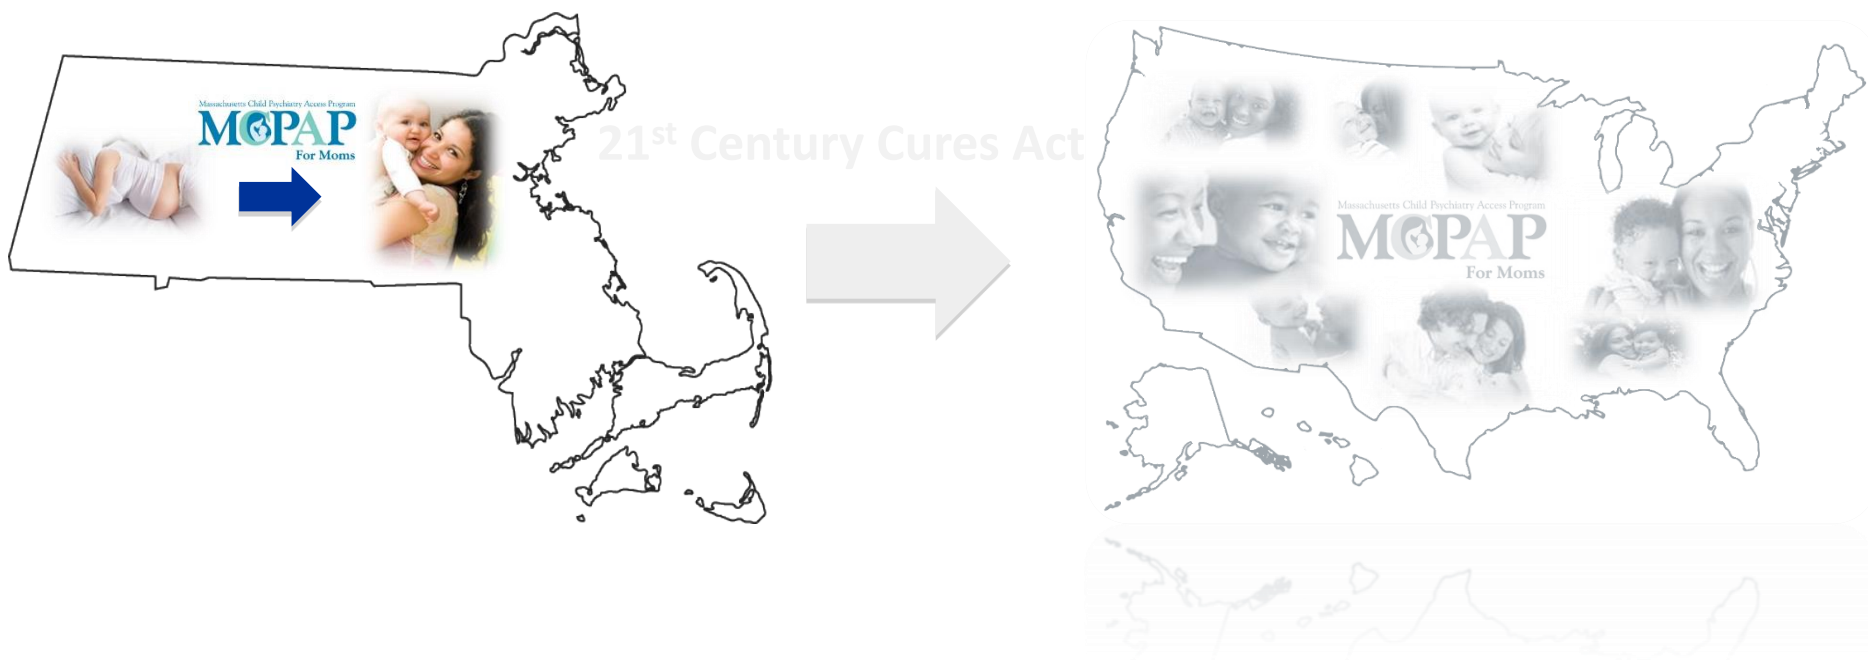 Massachusetts Child Psychiatry Access Program
MCPAP
For Moms
21st Century Cures Act
Massachusetts Child Psychiatry Access Program
MCPAP
For Moms